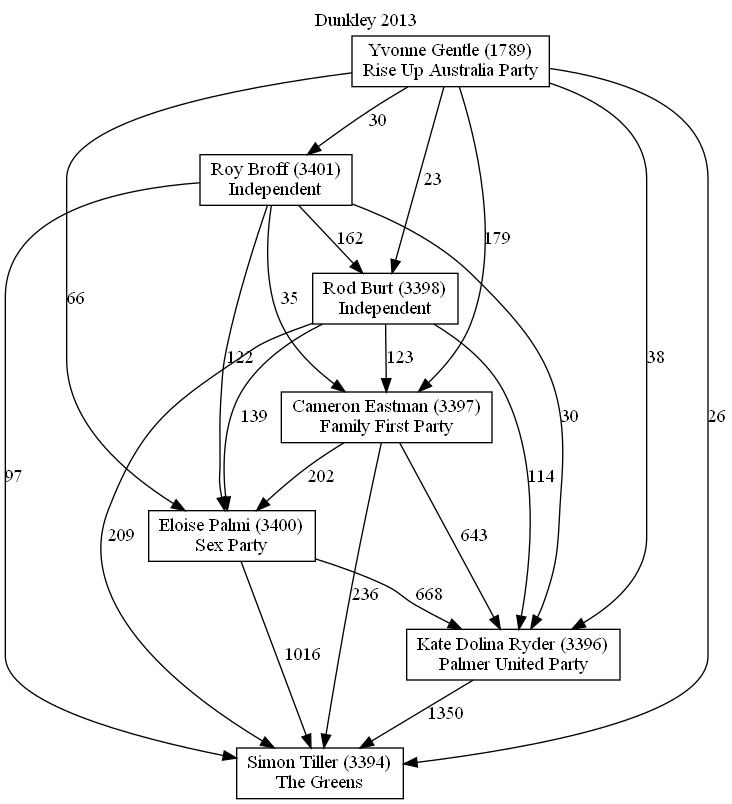 Dunkley 2013
Yvonne Gentle (1789)
Rise Up Australia Party
30
Roy Broff (3401)
Independent
23
162
179
Rod Burt (3398)
Independent
66
35
122
139
123
38
30
26
Cameron Eastman (3397)
Family First Party
97
202
114
Eloise Palmi (3400)
Sex Party
209
643
236
668
Kate Dolina Ryder (3396)
Palmer United Party
1016
1350
Simon Tiller (3394)
The Greens